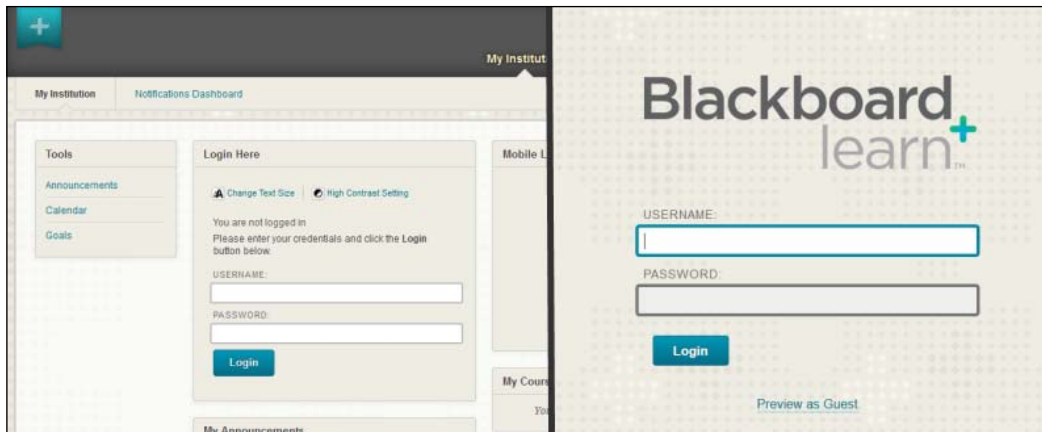 My Institut
My Institution
Notifications Dashboard
Tools
Announcements
Calendar
Goals
Login Here
Change Text Size
High Contrast Setting
You are not logged in
Please enter your credentials and click the Login
button below.
USERNAME:
PASSWORD:
Login
My Announcements
Mobile L
My Cours
You
Blackboard
learn+™
USERNAME:
PASSWORD:
Login
Preview as Guest